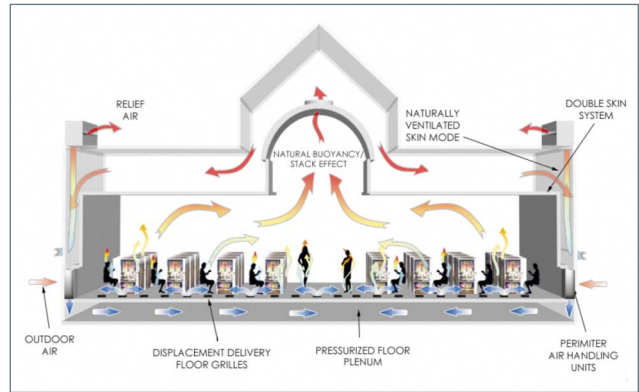 RELIEF
AIR
NATURALLY
VENTILATED
SKIN MODE
DOUBLE SKIN
SYSTEM
NATURAL BUOYANCY/
STACK EFFECT
OUTDOOR
AIR
DISPLACEMENT DELIVERY
FLOOR GRILLES
PRESSURIZED FLOOR
PLENUM
PERIMETER
AIR HANDLING
UNITS